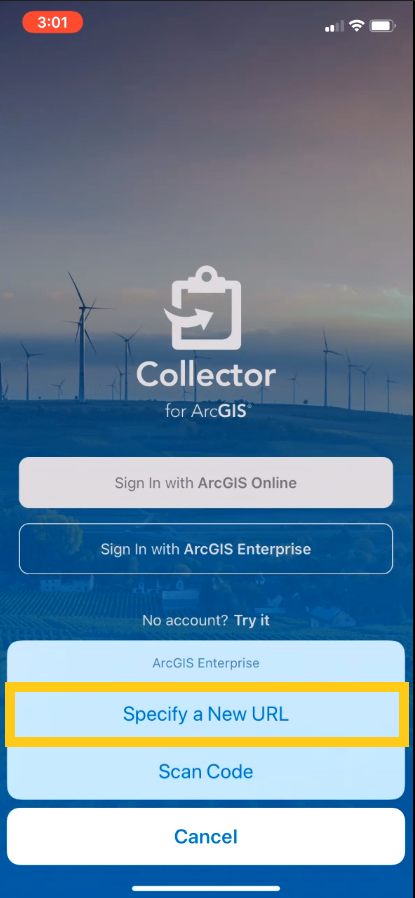 3:01
Collector
for ArcGIS
Sign In with ArcGIS Online
Sign In with ArcGIS Enterprise
No account? Try it
ArcGIS Enterprise
Specify a New URL
Scan Code
Cancel